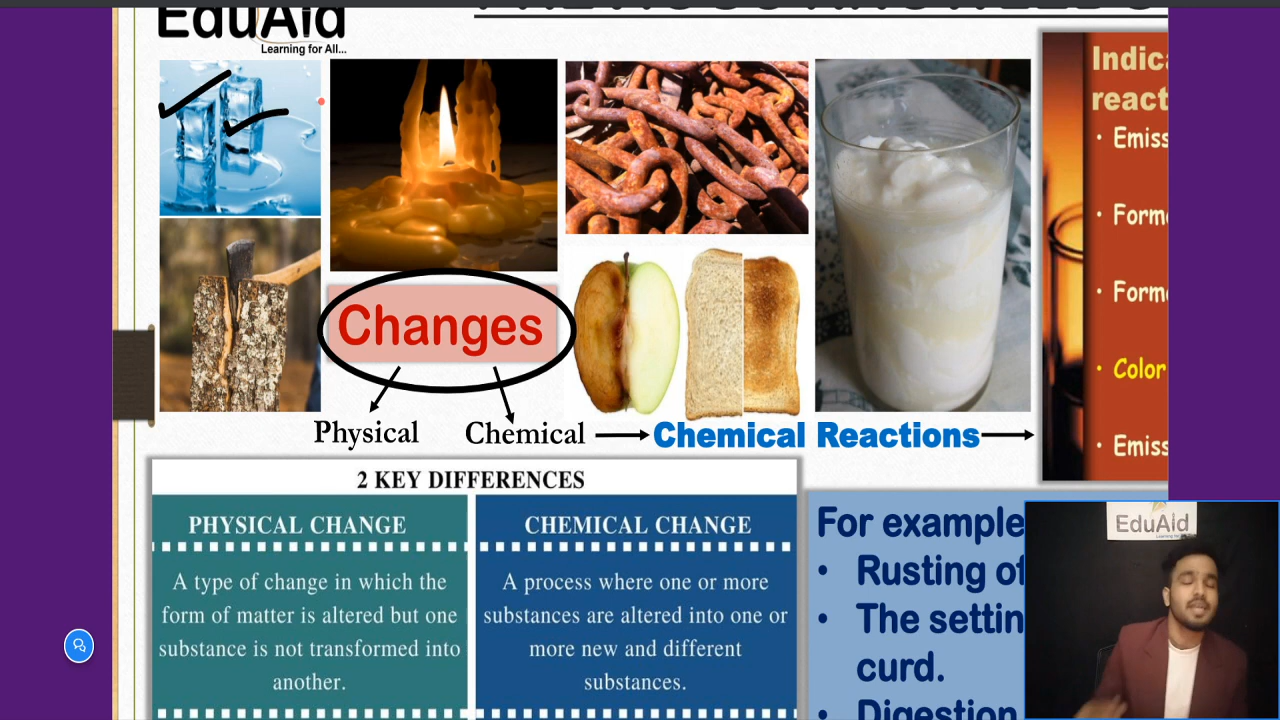 EduAid
Learning for All...
Indic
react
• Emiss
• Form
• Form
• Color
• Emiss
Changes
Physical
Chemical
Chemical Reactions
2 KEY DIFFERENCES
PHYSICAL CHANGE
A type of change in which the
form of matter is altered but one
substance is not transformed into
another.
CHEMICAL CHANGE
A process where one or more
substances are altered into one or
more new and different
substances.
For example
• Rusting of
• The settin
curd.
• Digestion
EduAid